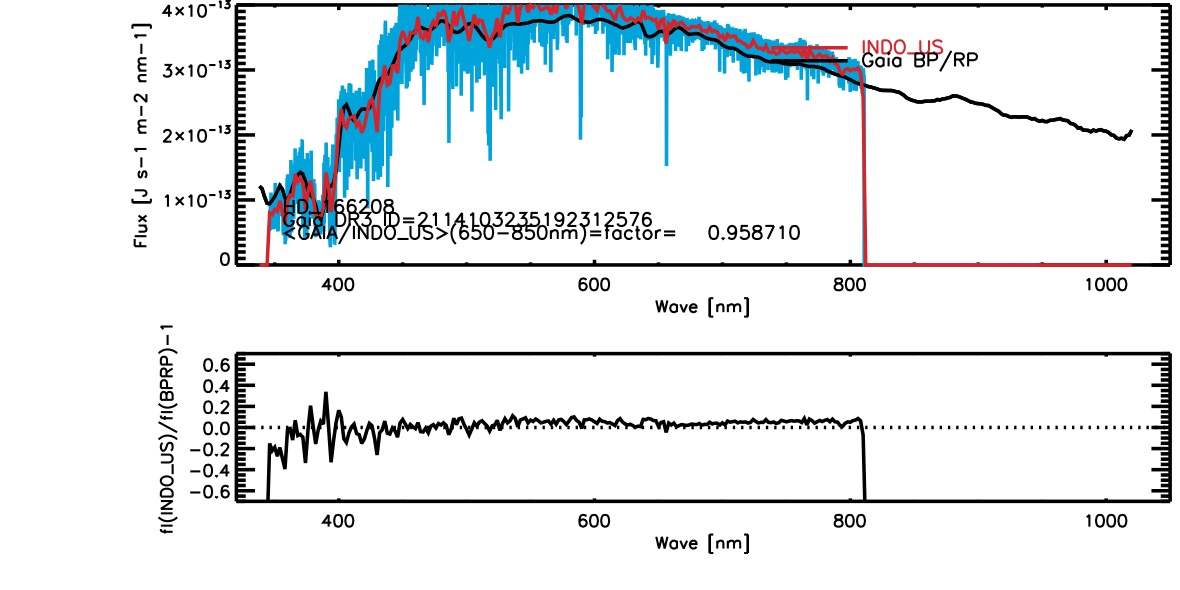 4×10⁻¹³
3×10⁻¹³
2×10⁻¹³
1×10⁻¹³
0
Flux [J s−1 m−2 nm−1]
INDO_US
Gaia BP/RP
HD_166208
Gaia DR3 ID=2114103235192312576
<GAIA/INDO_US>(650−850nm)=factor= 0.958710
400 600 800 1000
Wave [nm]
fl(INDO_US)/fl(BPRP)−1
0.6
0.4
0.2
0.0
−0.2
−0.4
−0.6
400 600 800 1000
Wave [nm]